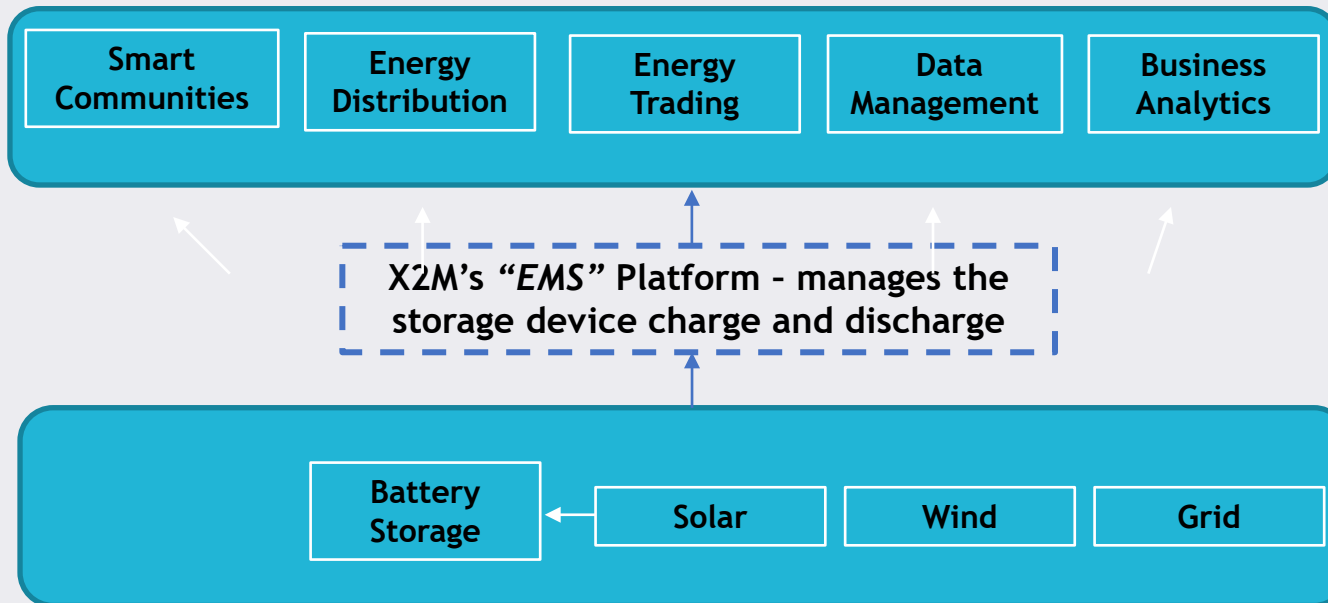 Smart
Communities
Energy
Distribution
Energy
Trading
Data
Management
Business
Analytics
X2M’s “EMS” Platform – manages the
storage device charge and discharge
Battery
Storage
Solar
Wind
Grid